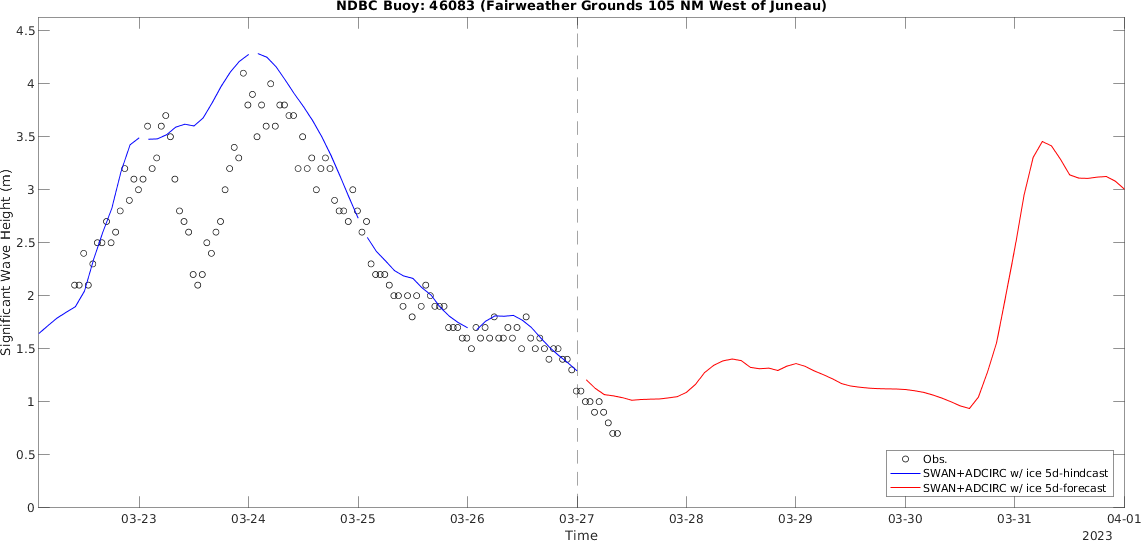 NDBC Buoy: 46083 (Fairweather Grounds 105 NM West of Juneau)
4.5
4
3.5
3
2.5
2
1.5
1
0.5
0
Significant Wave Height (m)
Obs.
SWAN+ADCIRC w/ ice 5d-hindcast
SWAN+ADCIRC w/ ice 5d-forecast
03-23 03-24 03-25 03-26 03-27 03-28 03-29 03-30 03-31 04-01
Time
2023